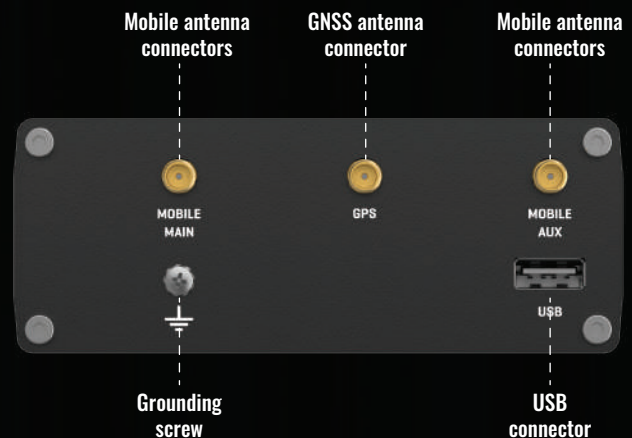 Mobile antenna
connectors
GNSS antenna
connector
Mobile antenna
connectors
MOBILE
MAIN
GPS
MOBILE
AUX
USB
Grounding
screw
USB
connector